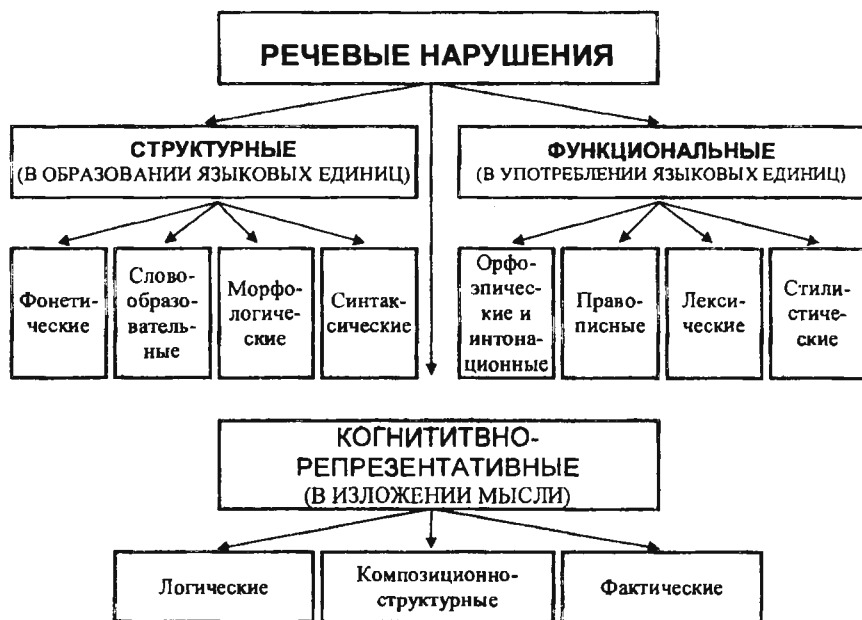 РЕЧЕВЫЕ НАРУШЕНИЯ
СТРУКТУРНЫЕ
(В ОБРАЗОВАНИИ ЯЗЫКОВЫХ ЕДИНИЦ)
ФУНКЦИОНАЛЬНЫЕ
(В УПОТРЕБЛЕНИИ ЯЗЫКОВЫХ ЕДИНИЦ)
Фонети-
ческие
Слово-
образо-
ватель-
ные
Морфо-
логиче-
ские
Синтак-
сические
Орфо-
эпичес-
кие и
интона-
ционные
Право-
писные
Лекси-
ческие
Стили-
стиче-
ские
КОГНИТИТВНО-
РЕПРЕЗЕНТАТИВНЫЕ
(В ИЗЛОЖЕНИИ МЫСЛИ)
Логические
Композиционно-
структурные
Фактические